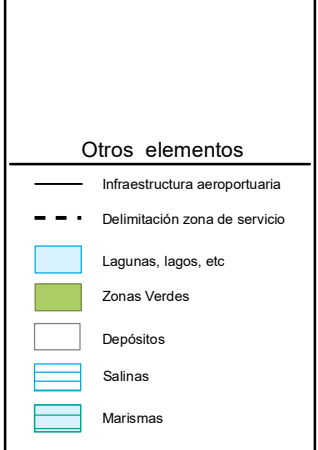 Otros elementos
Infraestructura aeroportuaria
Delimitación zona de servicio
Lagunas, lagos, etc
Zonas Verdes
Depósitos
Salinas
Marismas